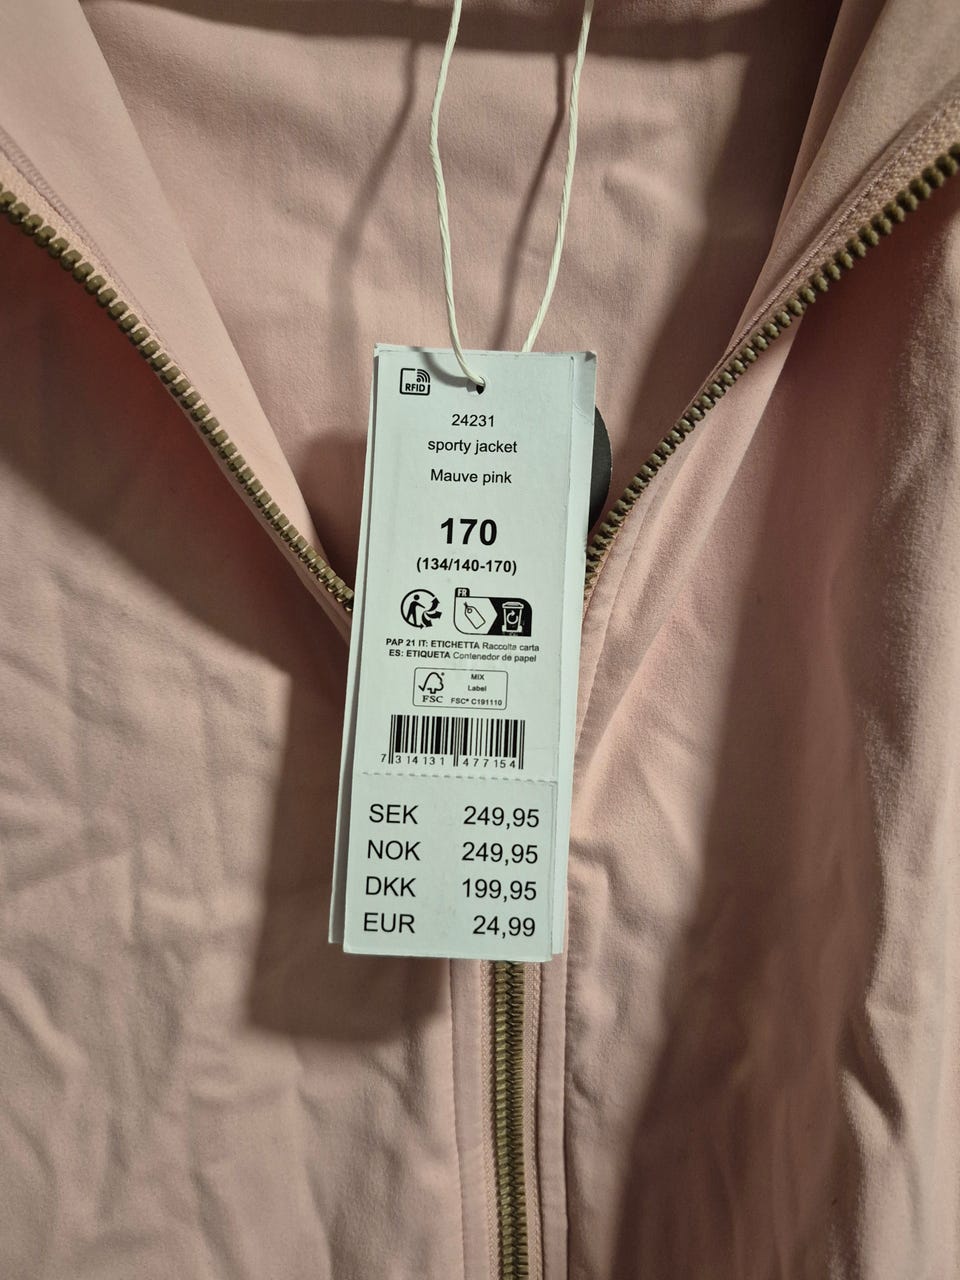 RFID
24231
sporty jacket
Mauve pink
170
(134/140-170)
FR
PAP 21 IT: ETICHETTA Raccolta carta
ES: ETIQUETA Contenedor de papel
MIX
Label
FSC
FSC® C191110
7 314131 477154
SEK 249,95
NOK 249,95
DKK 199,95
EUR 24,99